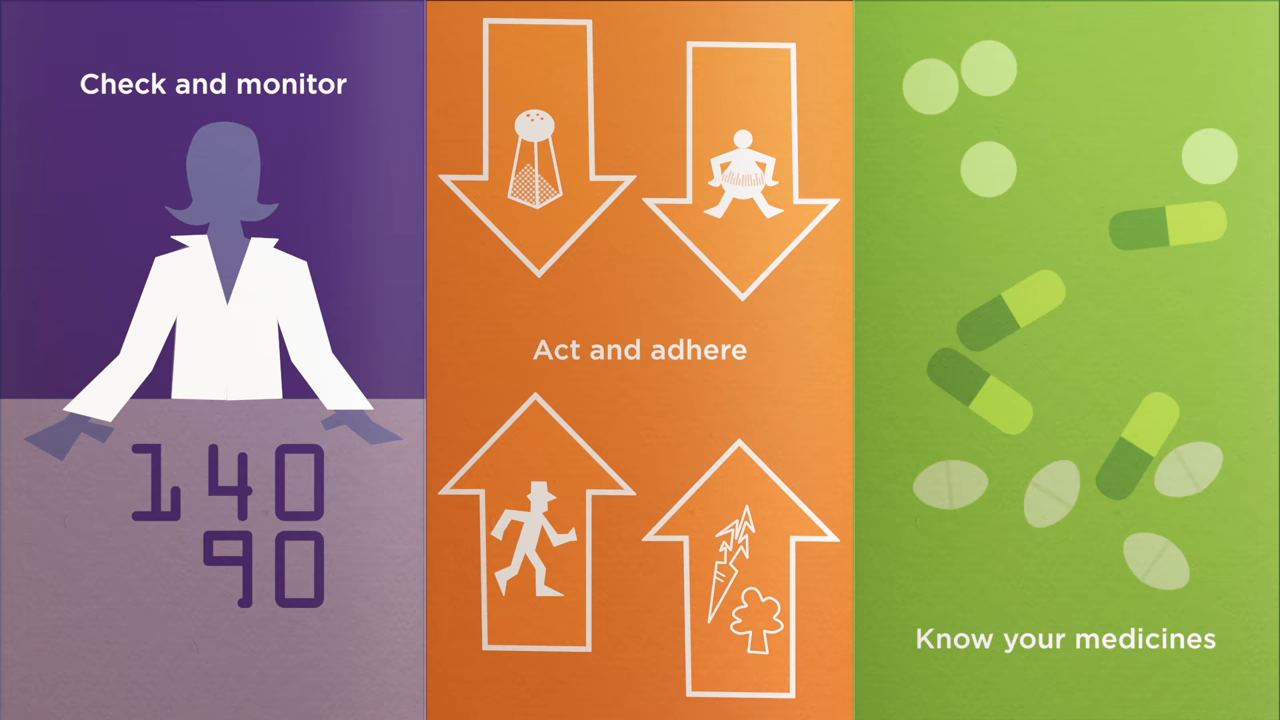 Check and monitor
140
90
Act and adhere
Know your medicines